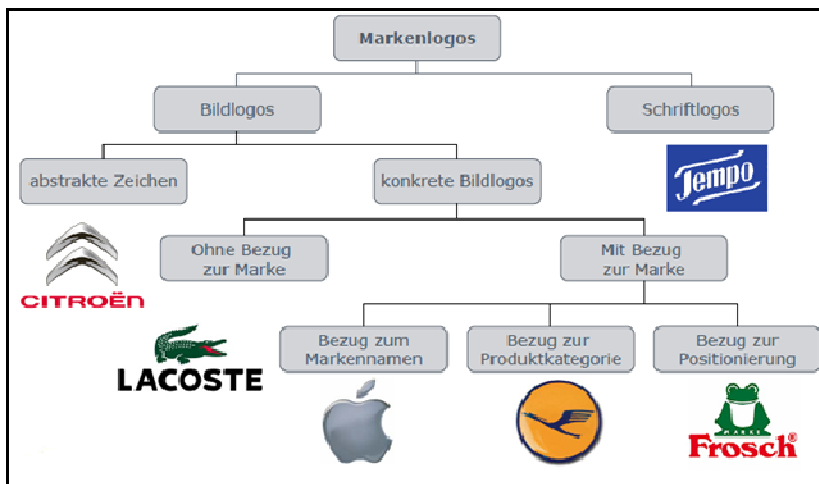 Markenlogos
Bildlogos
Schriftlogos
Tempo
abstrakte Zeichen
konkrete Bildlogos
CITROËN
Ohne Bezug
zur Marke
Mit Bezug
zur Marke
LACOSTE
Bezug zum
Markennamen
Bezug zur
Produktkategorie
Bezug zur
Positionierung
Frosch®